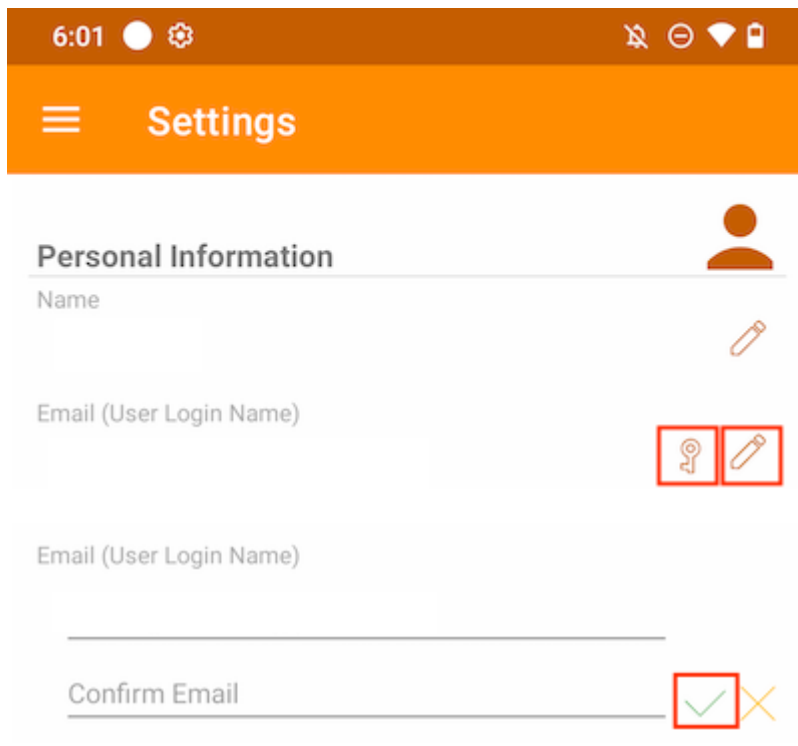 6:01
Settings
Personal Information
Name
Email (User Login Name)
Email (User Login Name)
Confirm Email